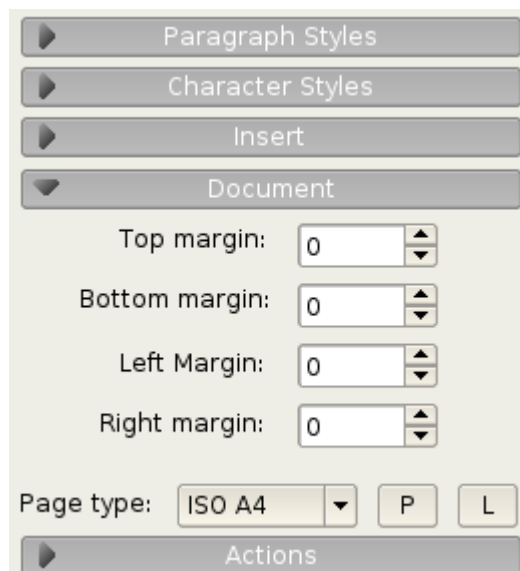 Paragraph Styles
Character Styles
Insert
Document
Top margin: 0
Bottom margin: 0
Left Margin: 0
Right margin: 0
Page type: ISO A4 P L
Actions